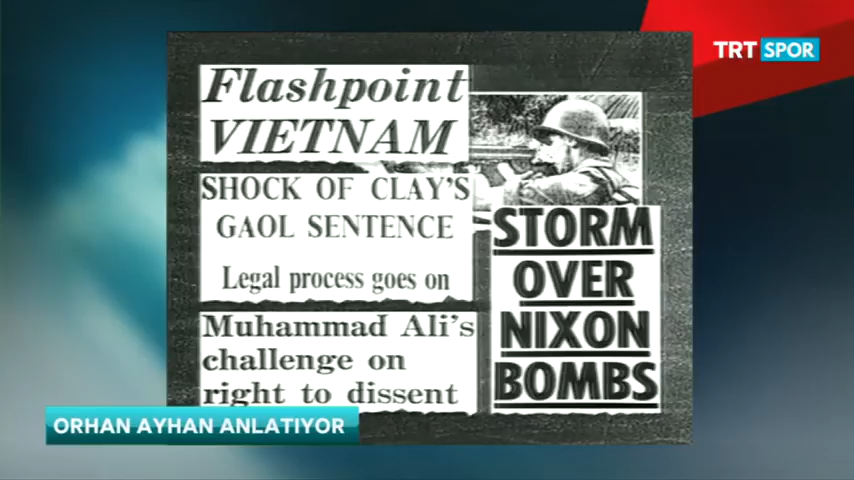 TRT SPOR
Flashpoint
VIETNAM
SHOCK OF CLAY'S
GAOL SENTENCE
Legal process goes on
Muhammad Ali's
challenge on
right to dissent
STORM
OVER
NIXON
BOMBS
ORHAN AYHAN ANLATIYOR